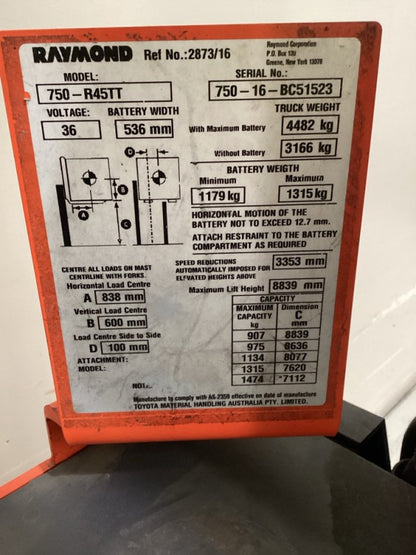 RAYMOND Ref No.:2873/16
Raymond Corporation
P.O. Box 130
Greene, New York 13078
MODEL:
750-R45TT
SERIAL No.:
750-16-BC51523
VOLTAGE:
36
BATTERY WIDTH
536 mm
TRUCK WEIGHT
With Maximum Battery 4482 kg
Without Battery 3166 kg
BATTERY WEIGTH
Minimum Maximum
1179 kg 1315 kg
HORIZONTAL MOTION OF THE
BATTERY NOT TO EXCEED 12.7 mm.
ATTACH RESTRAINT TO THE BATTERY
COMPARTMENT AS REQUIRED
D
B
A
C
CENTRE ALL LOADS ON MAST
CENTRLINE WITH FORKS.
Horizontal Load Centre
A 838 mm
Vertical Load Centre
B 600 mm
Load Centre Side to Side
D 100 mm
ATTACHMENT:
MODEL:
SPEED REDUCTIONS
AUTOMATICALLY IMPOSED FOR
ELEVATED HEIGHTS ABOVE
3353 mm
Maximum Lift Height 8839 mm
CAPACITY
MAXIMUM CAPACITY kg
Dimension C mm
907 8839
975 8636
1134 8077
1315 7620
1474 *7112
Manufacture to comply with AS-2359 effective on date of manufacture
TOYOTA MATERIAL HANDLING AUSTRALIA PTY. LIMITED.